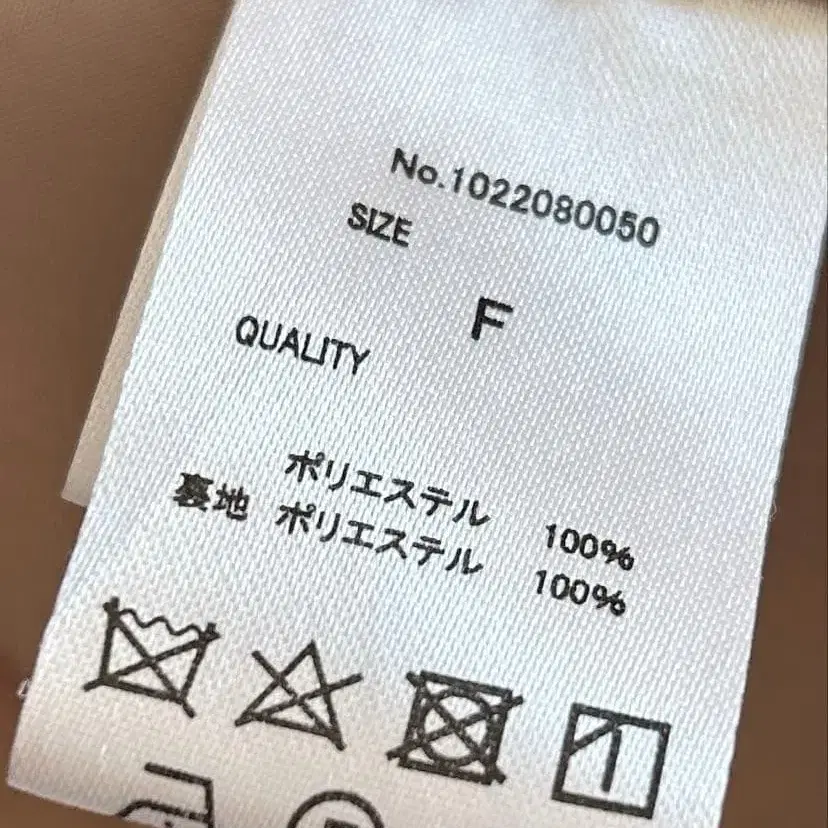 No.1022080050
SIZE
F
QUALITY
ポリエステル 100%
裏地 ポリエステル 100%